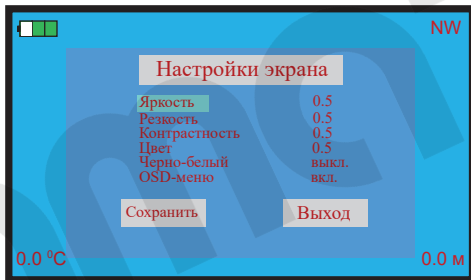 NW
Настройки экрана
Яркость 0.5
Резкость 0.5
Контрастность 0.5
Цвет 0.5
Черно-белый выкл.
OSD-меню вкл.
Сохранить Выход
0.0 ⁰C 0.0 м